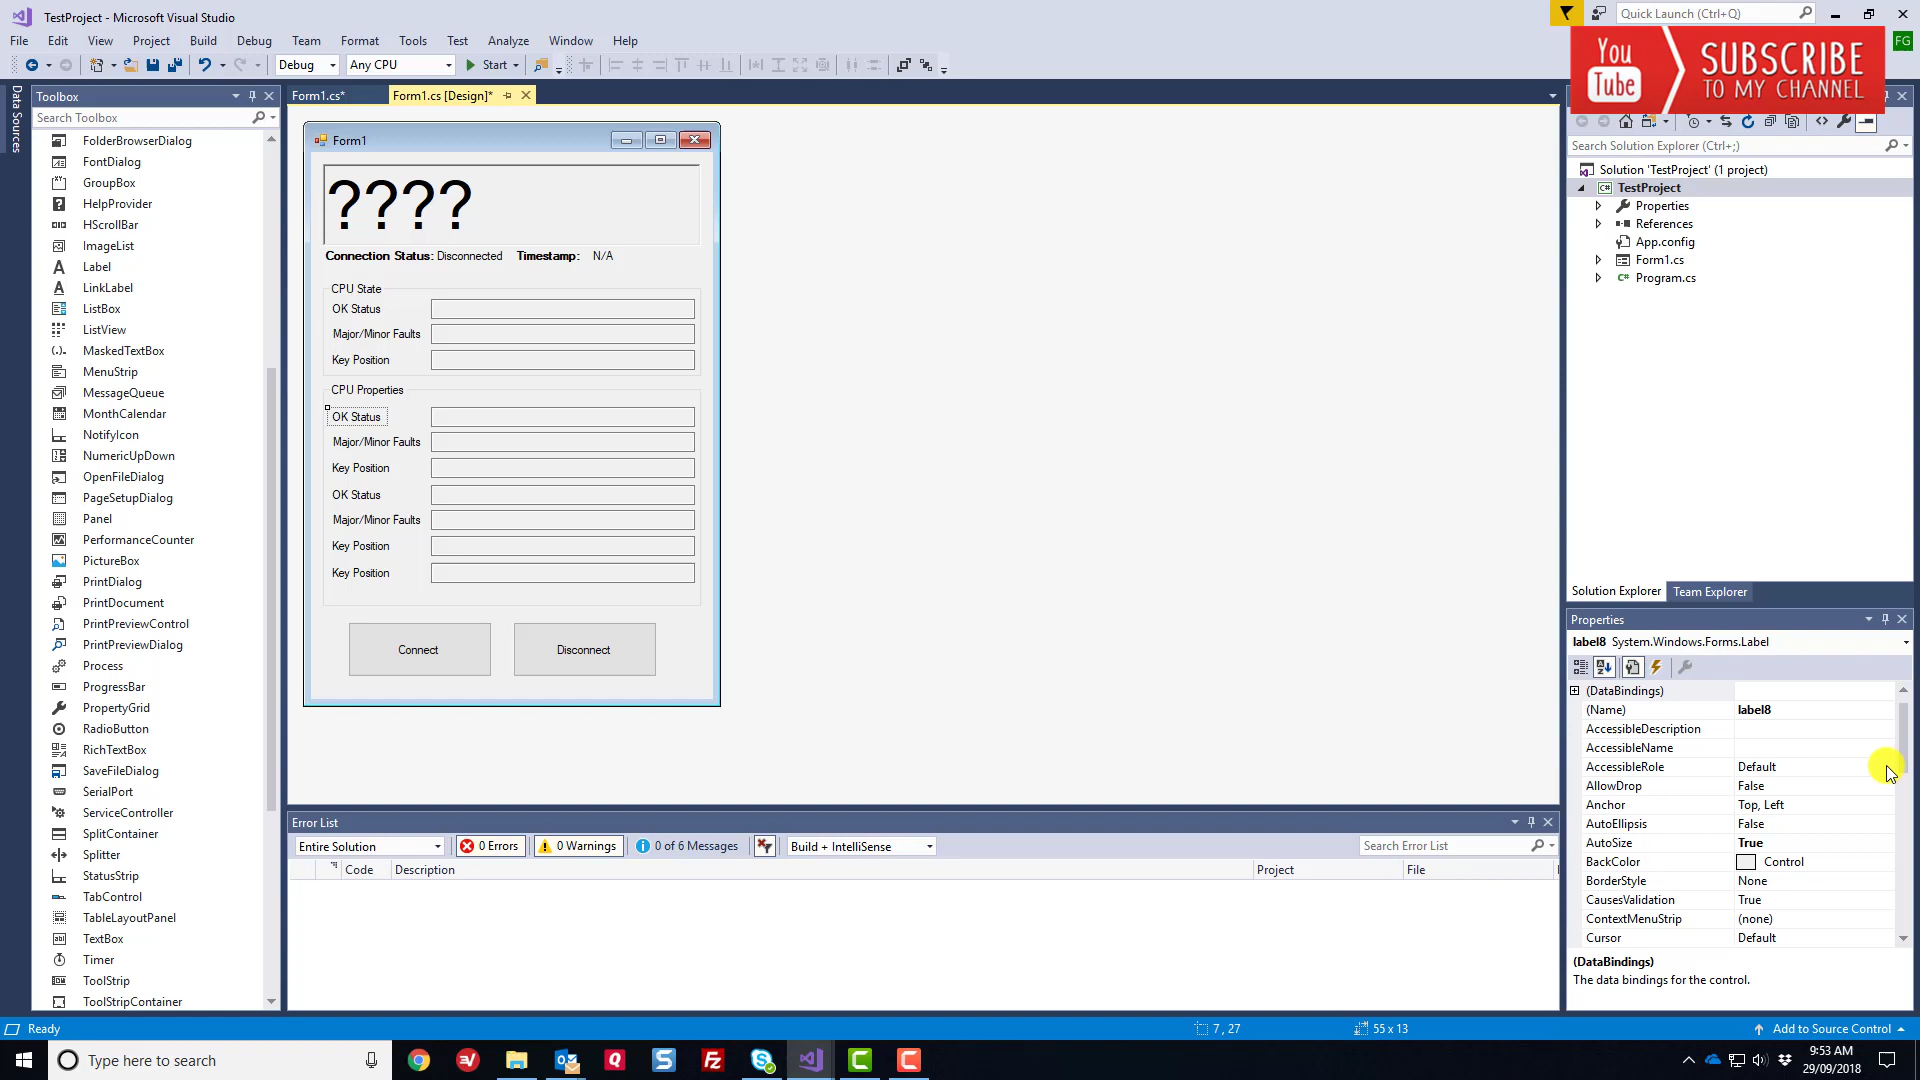 TestProject - Microsoft Visual Studio
Quick Launch (Ctrl+Q)
File Edit View Project Build Debug Team Format Tools Test Analyze Window Help
FG
Debug Any CPU Start
You Tube SUBSCRIBE TO MY CHANNEL
Data Sources
Toolbox
Search Toolbox
FolderBrowserDialog
FontDialog
GroupBox
HelpProvider
HScrollBar
ImageList
Label
LinkLabel
ListBox
ListView
MaskedTextBox
MenuStrip
MessageQueue
MonthCalendar
NotifyIcon
NumericUpDown
OpenFileDialog
PageSetupDialog
Panel
PerformanceCounter
PictureBox
PrintDialog
PrintDocument
PrintPreviewControl
PrintPreviewDialog
Process
ProgressBar
PropertyGrid
RadioButton
RichTextBox
SaveFileDialog
SerialPort
ServiceController
SplitContainer
Splitter
StatusStrip
TabControl
TableLayoutPanel
TextBox
Timer
ToolStrip
ToolStripContainer
Form1.cs* Form1.cs [Design]*
Form1
????
Connection Status: Disconnected Timestamp: N/A
CPU State
OK Status
Major/Minor Faults
Key Position
CPU Properties
OK Status
Major/Minor Faults
Key Position
OK Status
Major/Minor Faults
Key Position
Key Position
Connect Disconnect
Error List
Entire Solution 0 Errors 0 Warnings 0 of 6 Messages Build + IntelliSense Search Error List
Code Description Project File
Search Solution Explorer (Ctrl+;)
Solution 'TestProject' (1 project)
TestProject
Properties
References
App.config
Form1.cs
Program.cs
Solution Explorer Team Explorer
Properties
label8 System.Windows.Forms.Label
(DataBindings)
(Name) label8
AccessibleDescription
AccessibleName
AccessibleRole Default
AllowDrop False
Anchor Top, Left
AutoEllipsis False
AutoSize True
BackColor Control
BorderStyle None
CausesValidation True
ContextMenuStrip (none)
Cursor Default
(DataBindings)
The data bindings for the control.
Ready 7 , 27 55 x 13 Add to Source Control
Type here to search
9:53 AM
29/09/2018